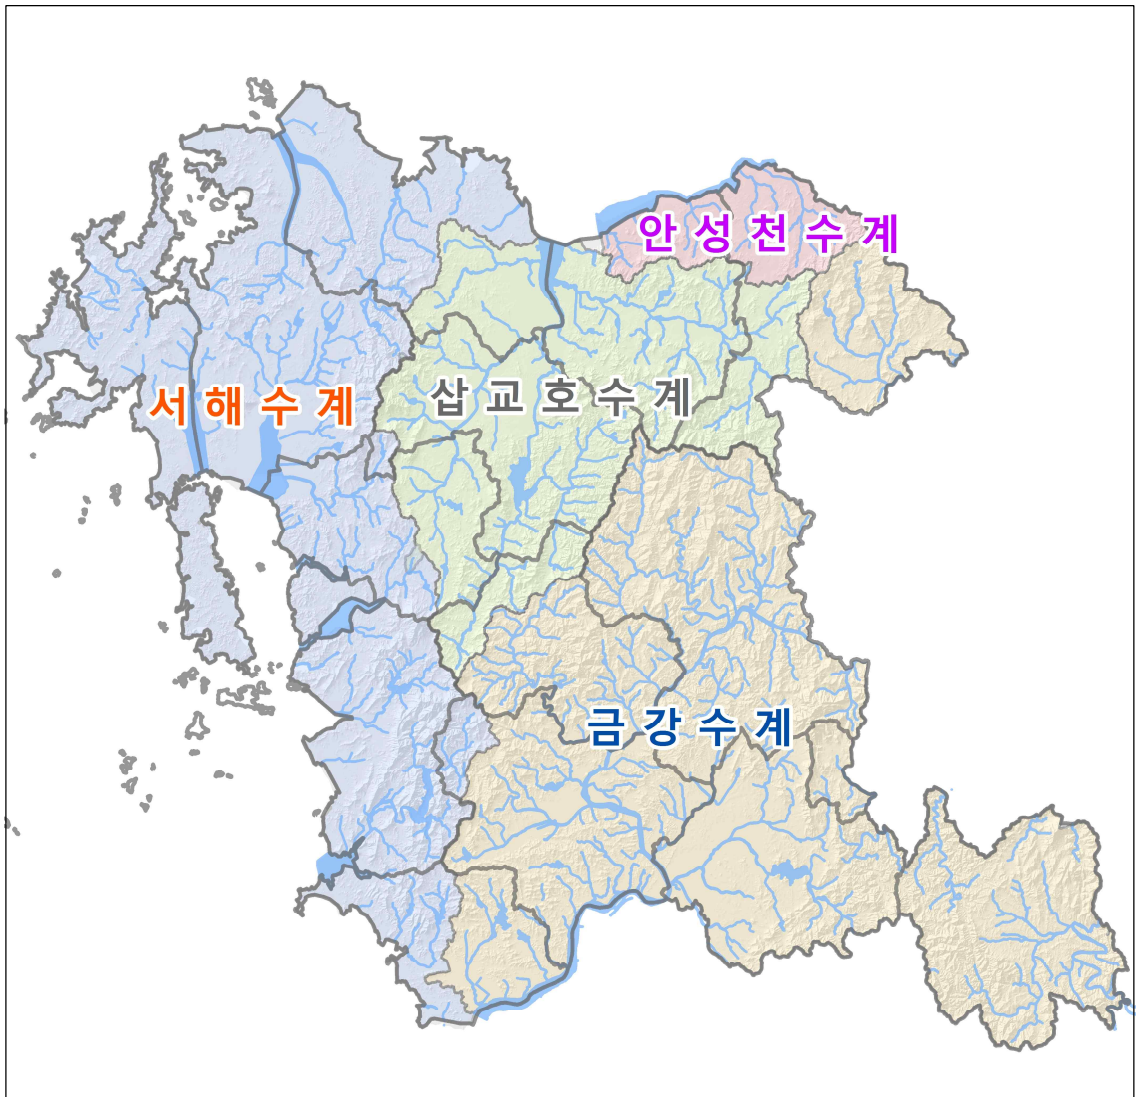 안 성 천 수 계
삽 교 호 수 계
서 해 수 계
금 강 수 계